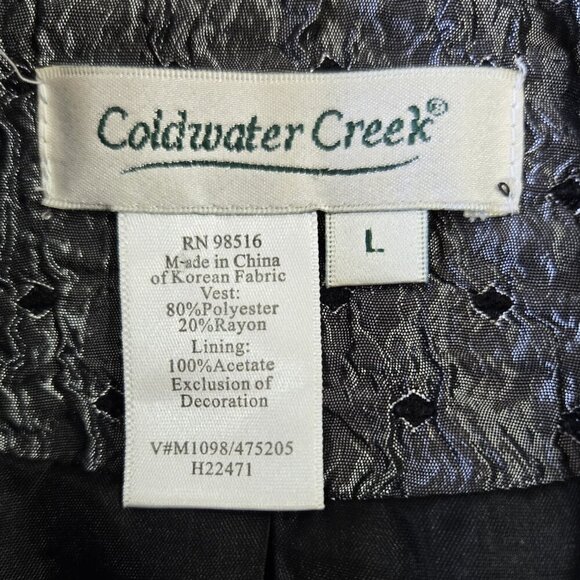 Coldwater Creek®
L
RN 98516
Made in China
of Korean Fabric
Vest:
80%Polyester
20%Rayon
Lining:
100%Acetate
Exclusion of
Decoration
V#M1098/475205
H22471